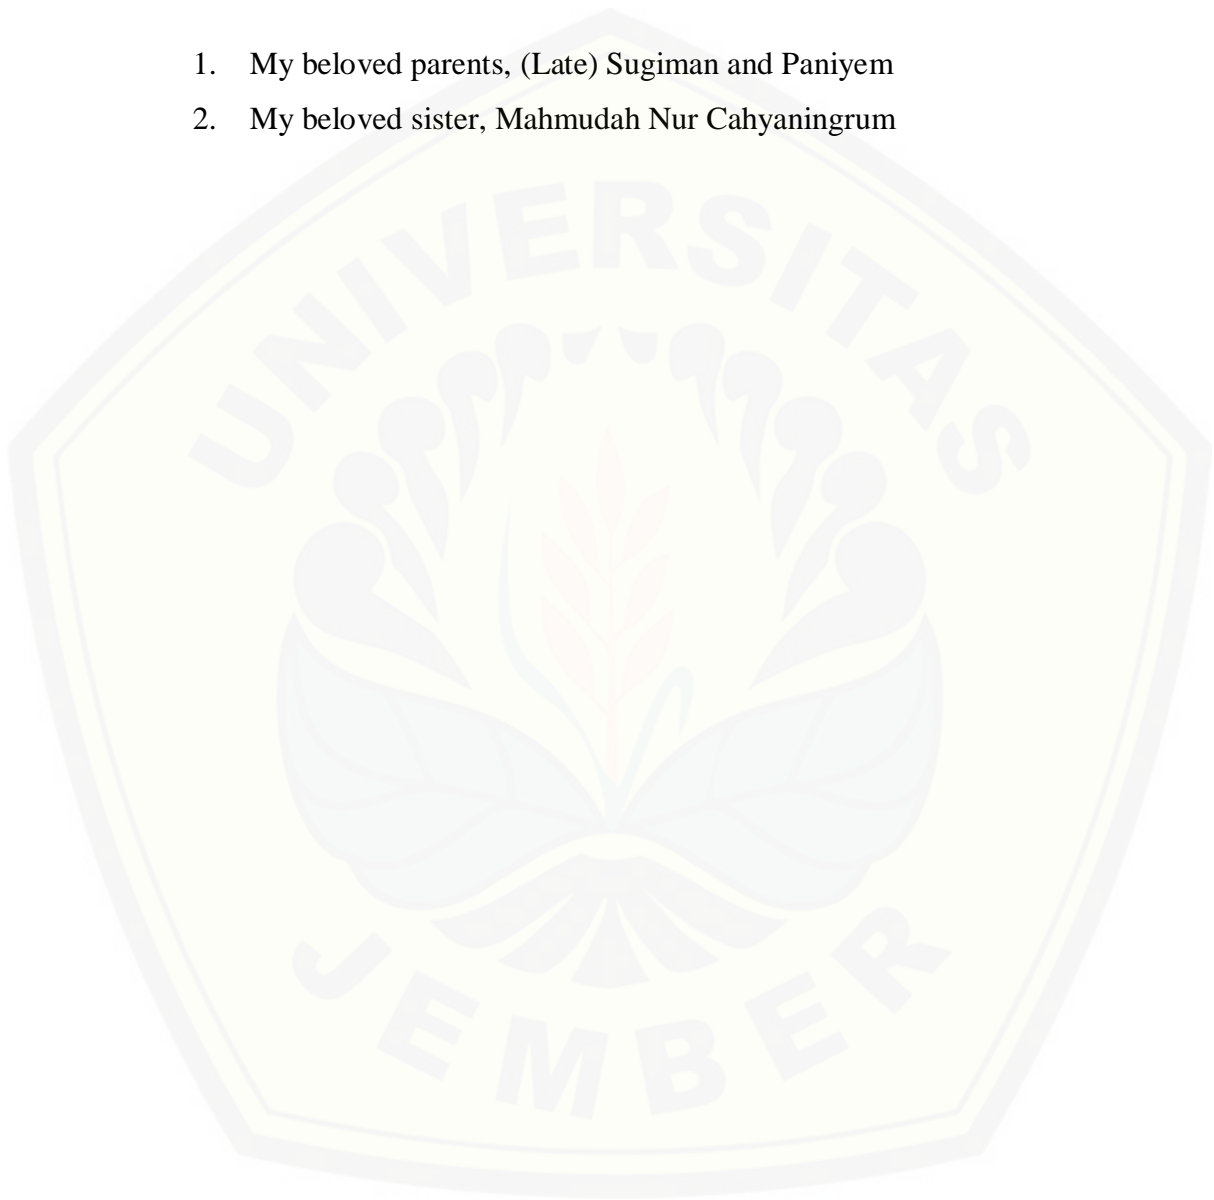 1. My beloved parents, (Late) Sugiman and Paniyem
2. My beloved sister, Mahmudah Nur Cahyaningrum
UNIVERSITAS
JEMBER